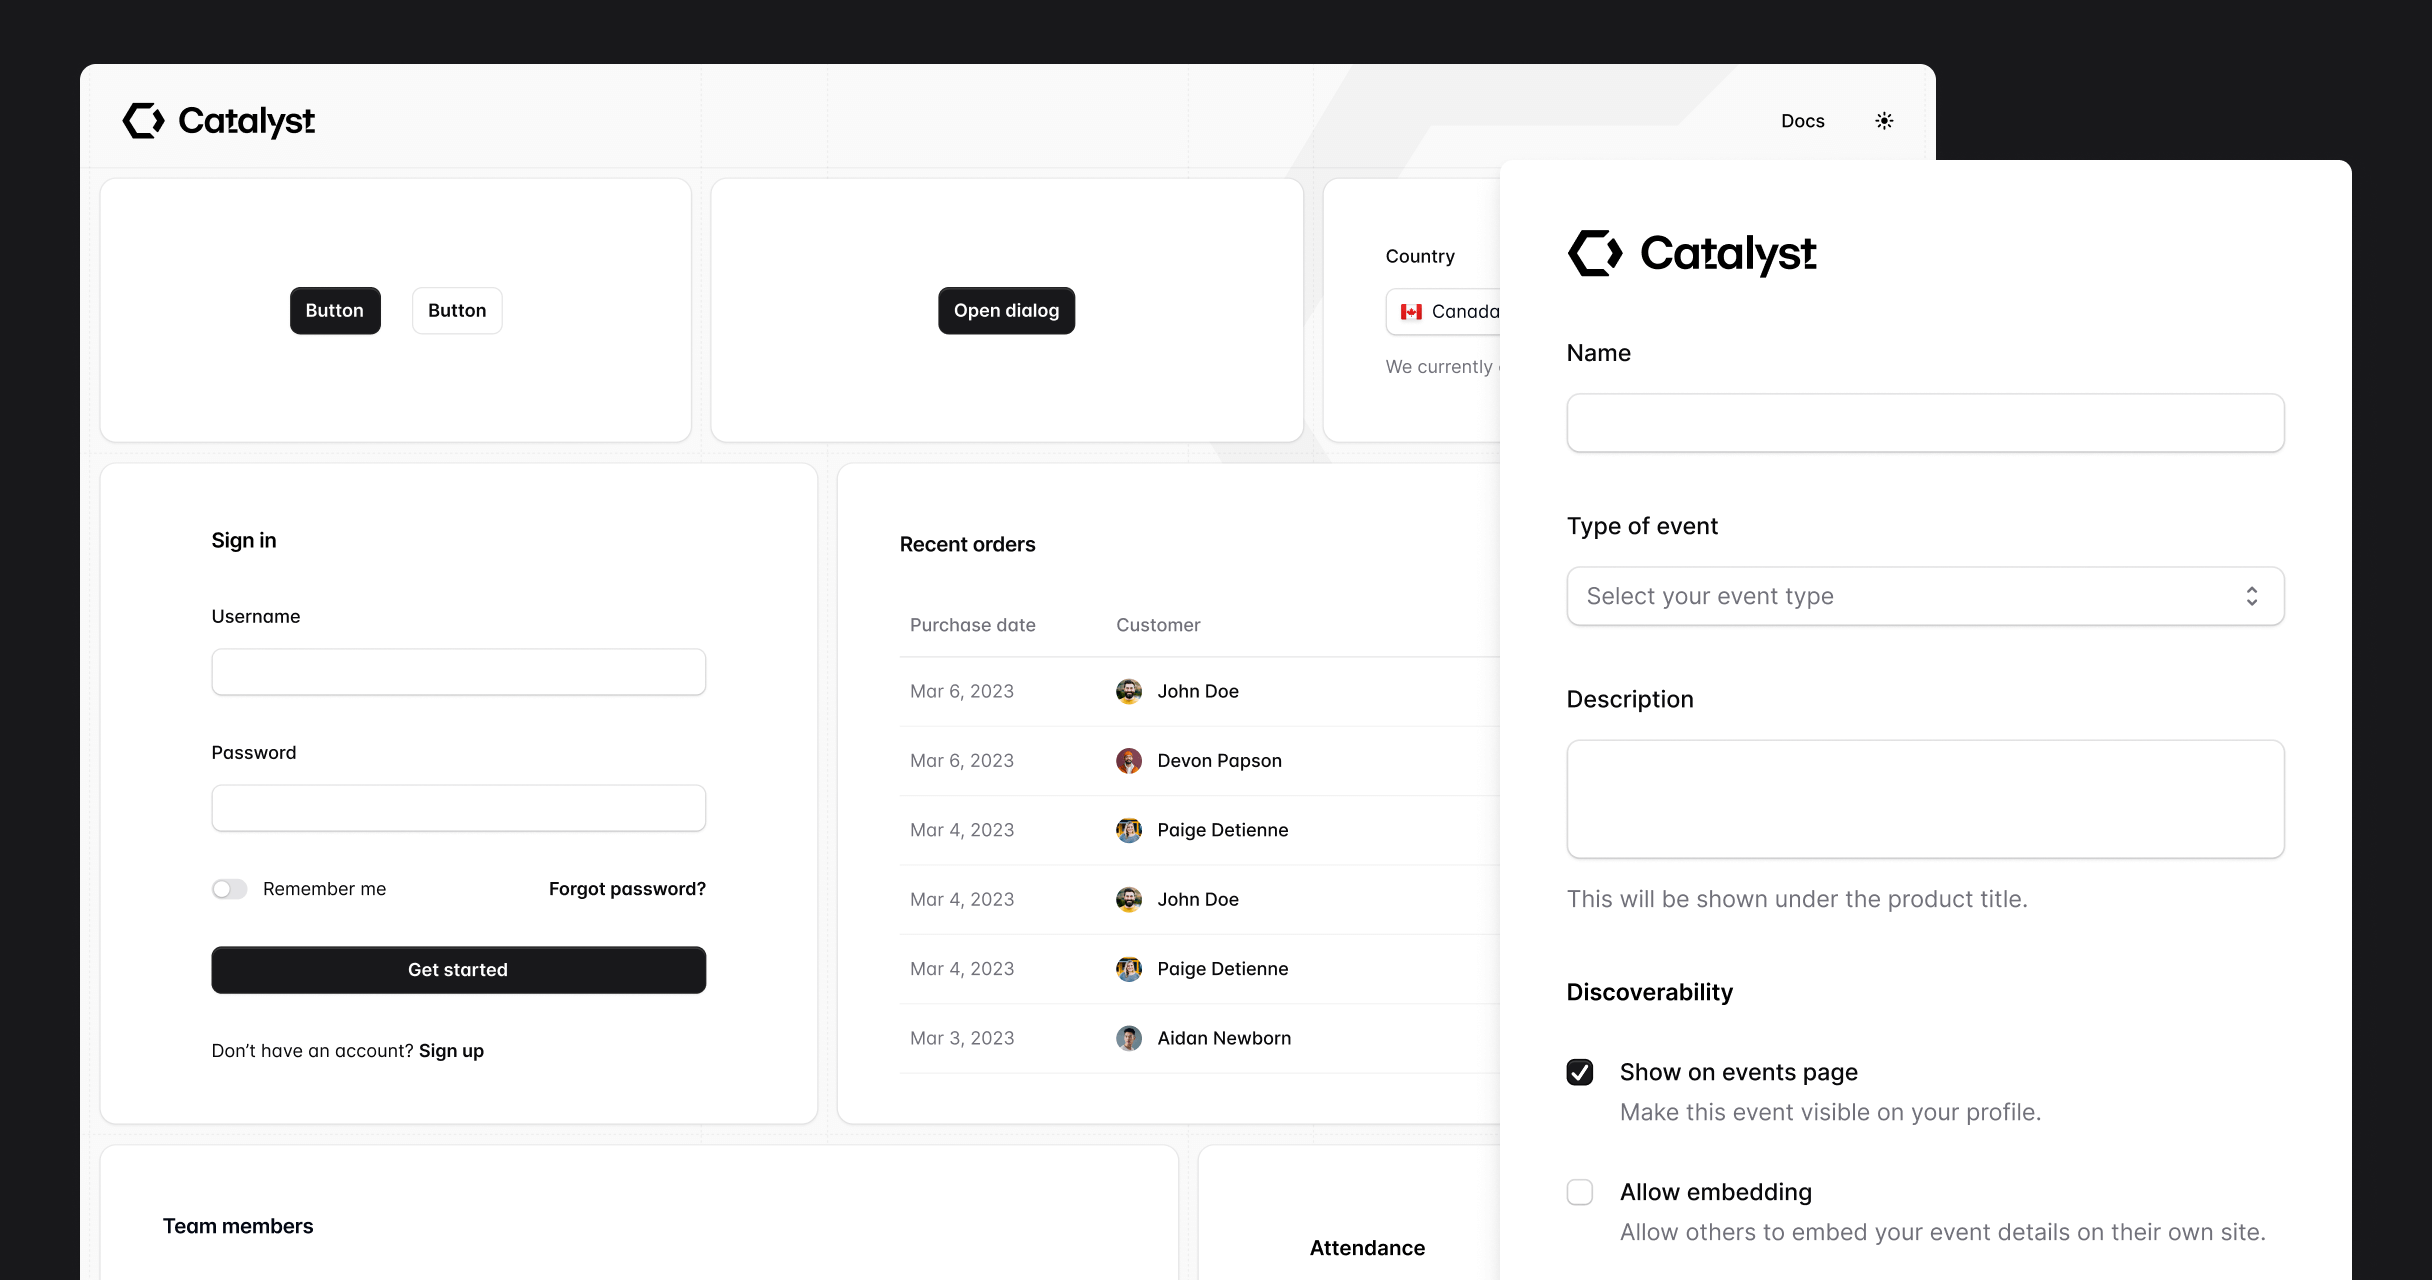 Catalyst
Docs
Button
Button
Open dialog
Country
Canada
We currently
Sign in
Username
Password
Remember me
Forgot password?
Get started
Don’t have an account? Sign up
Recent orders
Purchase date Customer
Mar 6, 2023 John Doe
Mar 6, 2023 Devon Papson
Mar 4, 2023 Paige Detienne
Mar 4, 2023 John Doe
Mar 4, 2023 Paige Detienne
Mar 3, 2023 Aidan Newborn
Team members
Attendance
Catalyst
Name
Type of event
Select your event type
Description
This will be shown under the product title.
Discoverability
Show on events page
Make this event visible on your profile.
Allow embedding
Allow others to embed your event details on their own site.